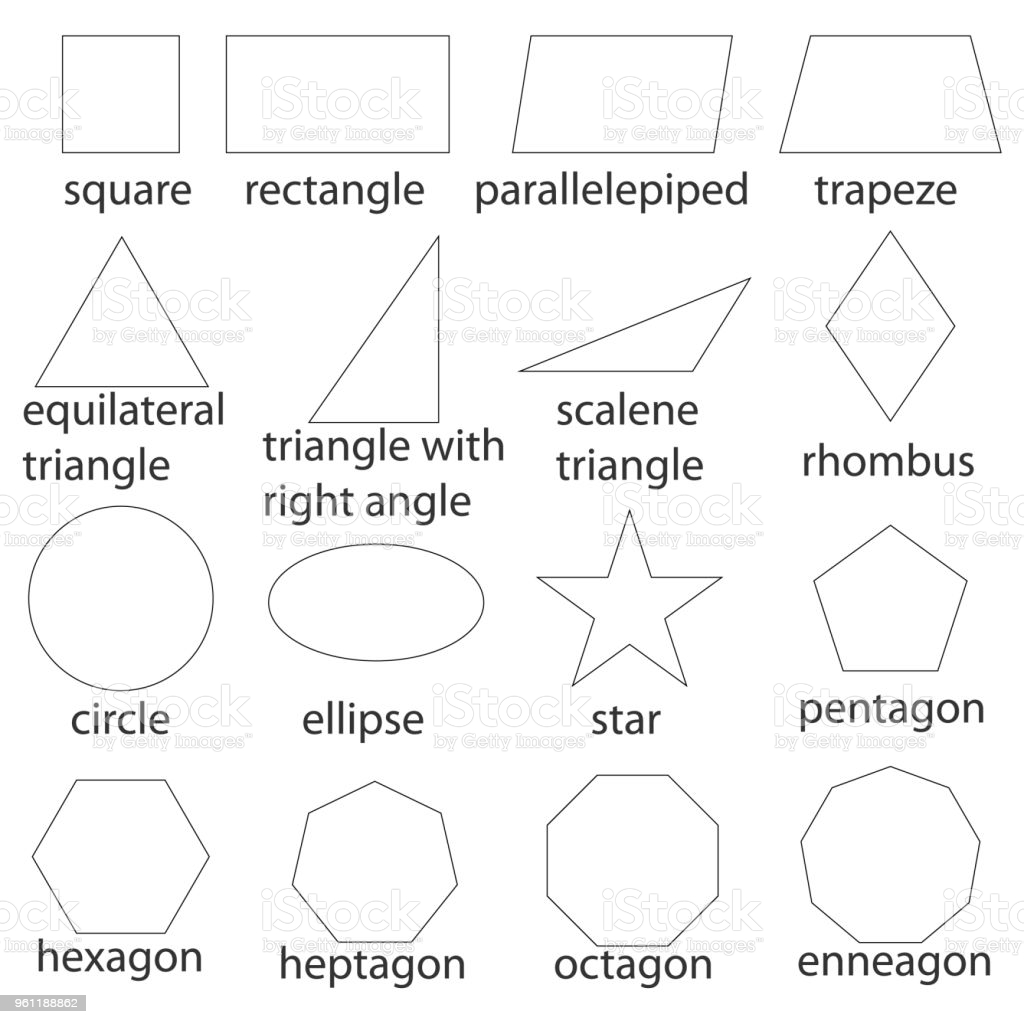 iStock
by Getty Images™
square
rectangle
parallelepiped
trapeze
equilateral
triangle
triangle with
right angle
scalene
triangle
rhombus
circle
ellipse
star
pentagon
hexagon
heptagon
octagon
enneagon
961188862